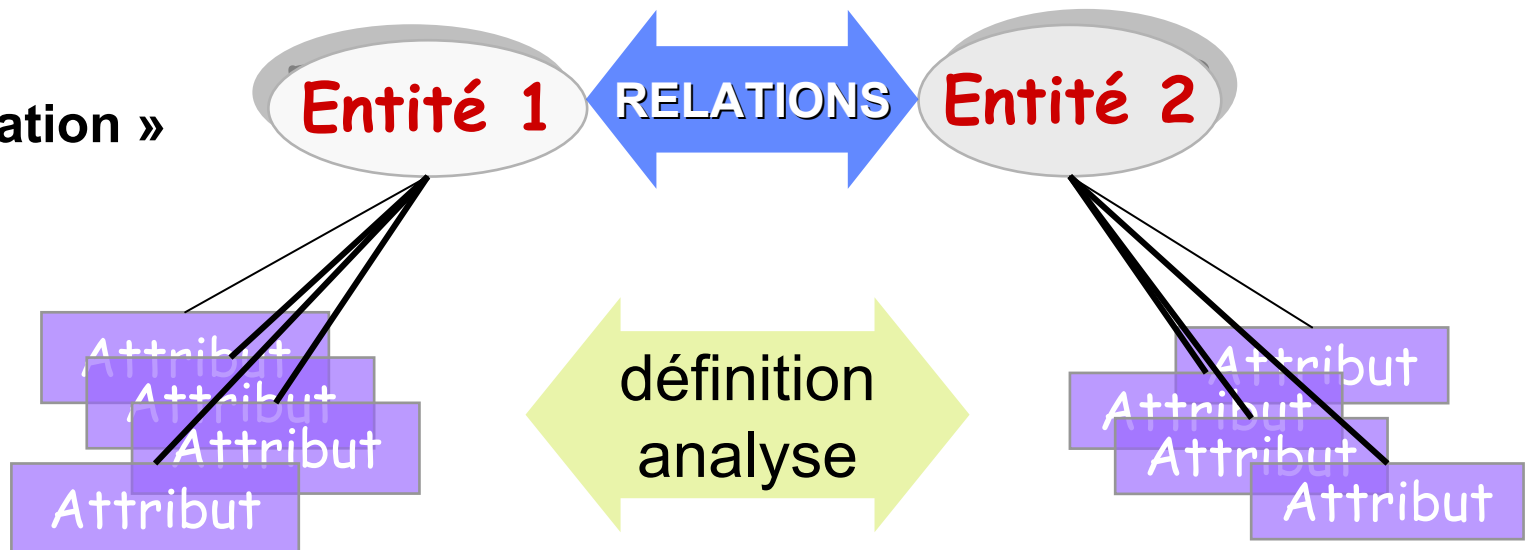 ation »
Entité 1
RELATIONS
Entité 2
Attribut
Attribut
Attribut
Attribut
définition
analyse
Attribut
Attribut
Attribut
Attribut